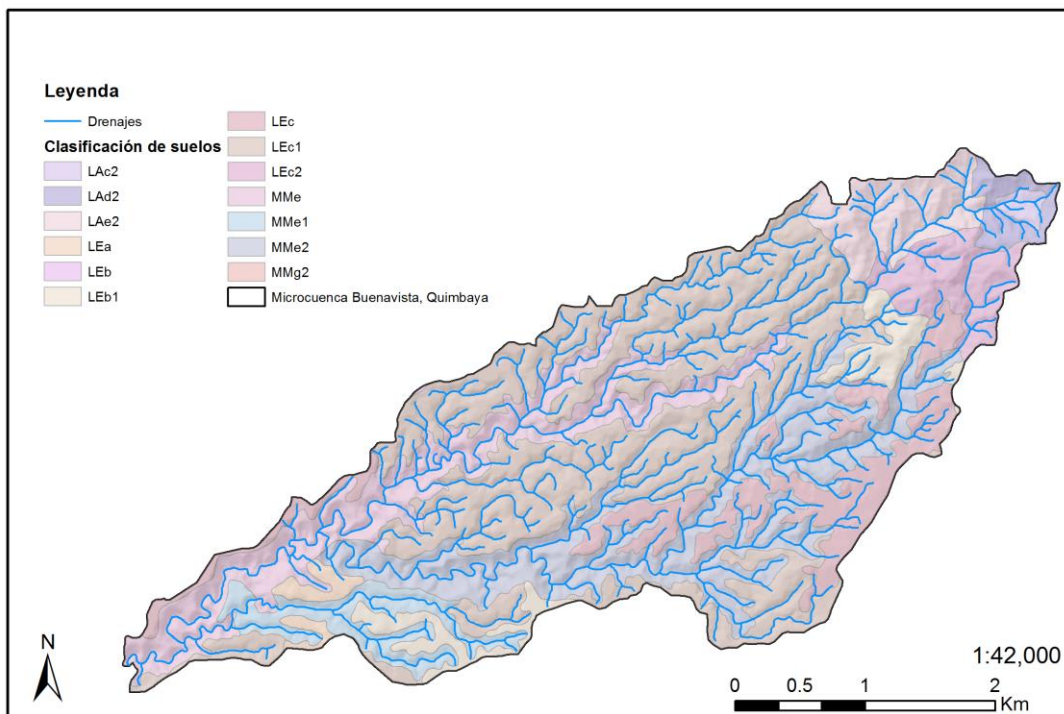 Leyenda
Drenajes
Clasificación de suelos
LAc2
LAd2
LAe2
LEa
LEb
LEb1
LEc
LEc1
LEc2
MMe
MMe1
MMe2
MMg2
Microcuenca Buenavista, Quimbaya
N
1:42,000
0 0.5 1 2
Km